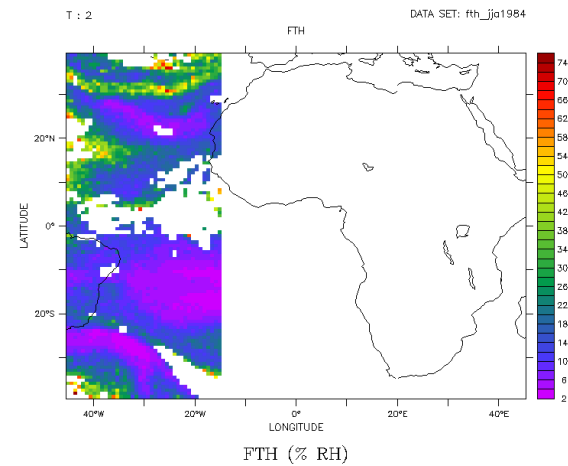 T : 2
DATA SET: fth_jja1984
FTH
20°N
0°
20°S
LATITUDE
40°W
20°W
0°
20°E
40°E
LONGITUDE
74
70
66
62
58
54
50
46
42
38
34
30
26
22
18
14
10
6
2
FTH (% RH)